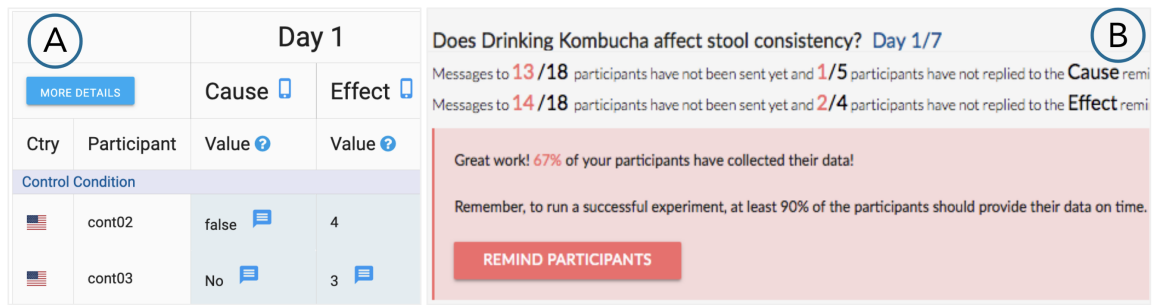 A
Day 1
MORE DETAILS
Cause
Effect
Ctry
Participant
Value ?
Value ?
Control Condition
cont02
false
4
cont03
No
3
B
Does Drinking Kombucha affect stool consistency? Day 1/7
Messages to 13/18 participants have not been sent yet and 1/5 participants have not replied to the Cause remi
Messages to 14/18 participants have not been sent yet and 2/4 participants have not replied to the Effect remi
Great work! 67% of your participants have collected their data!
Remember, to run a successful experiment, at least 90% of the participants should provide their data on time.
REMIND PARTICIPANTS